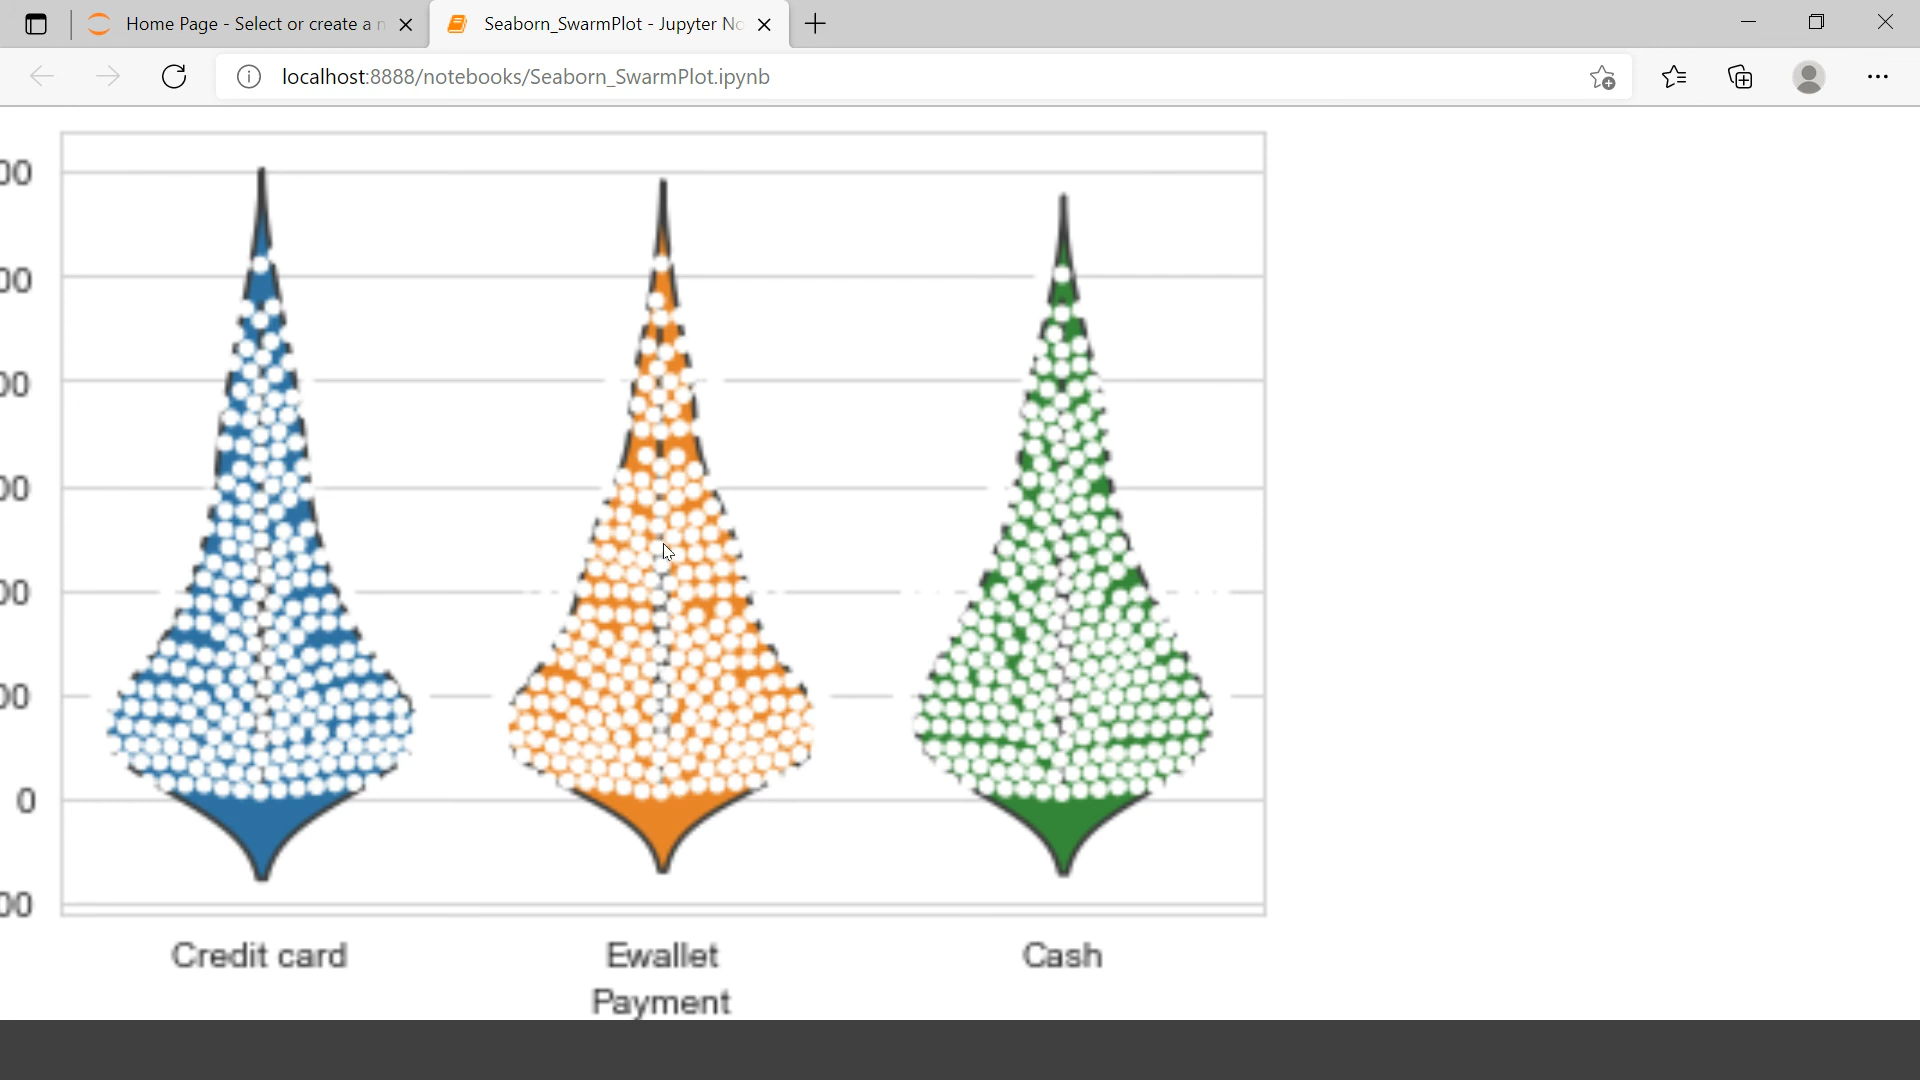 Home Page - Select or create a n
Seaborn_SwarmPlot - Jupyter No
localhost:8888/notebooks/Seaborn_SwarmPlot.ipynb
00
00
00
00
00
00
0
00
Credit card
Ewallet
Cash
Payment